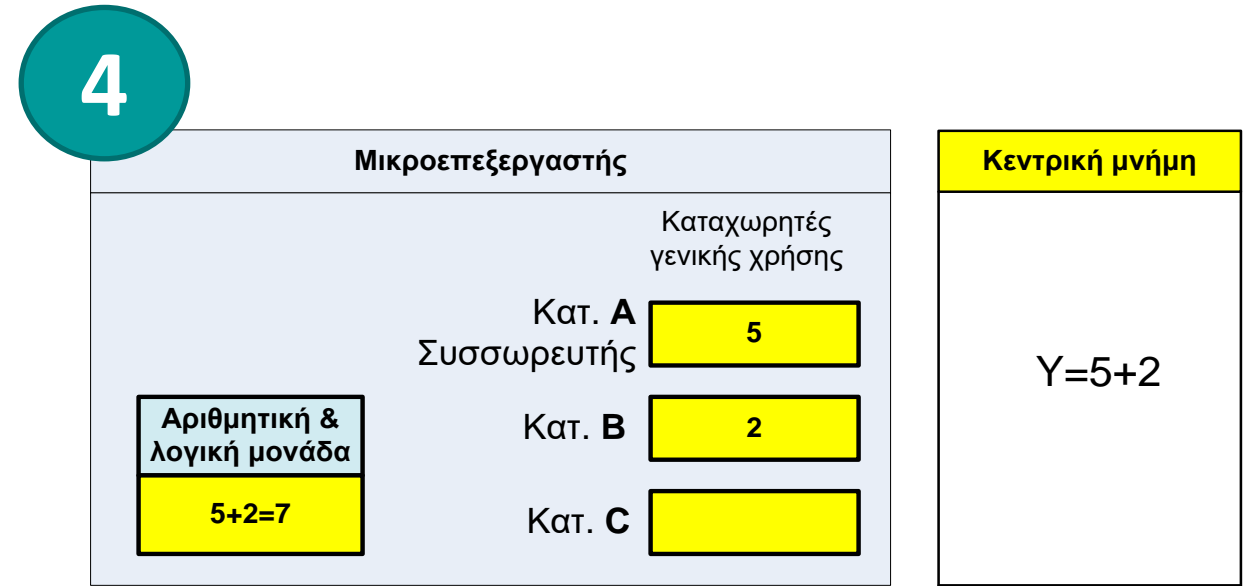 4
Μικροεπεξεργαστής
Καταχωρητές
γενικής χρήσης
Κατ. A
Συσσωρευτής
5
Αριθμητική &
λογική μονάδα
5+2=7
Κατ. B
2
Κατ. C
Κεντρική μνήμη
Y=5+2